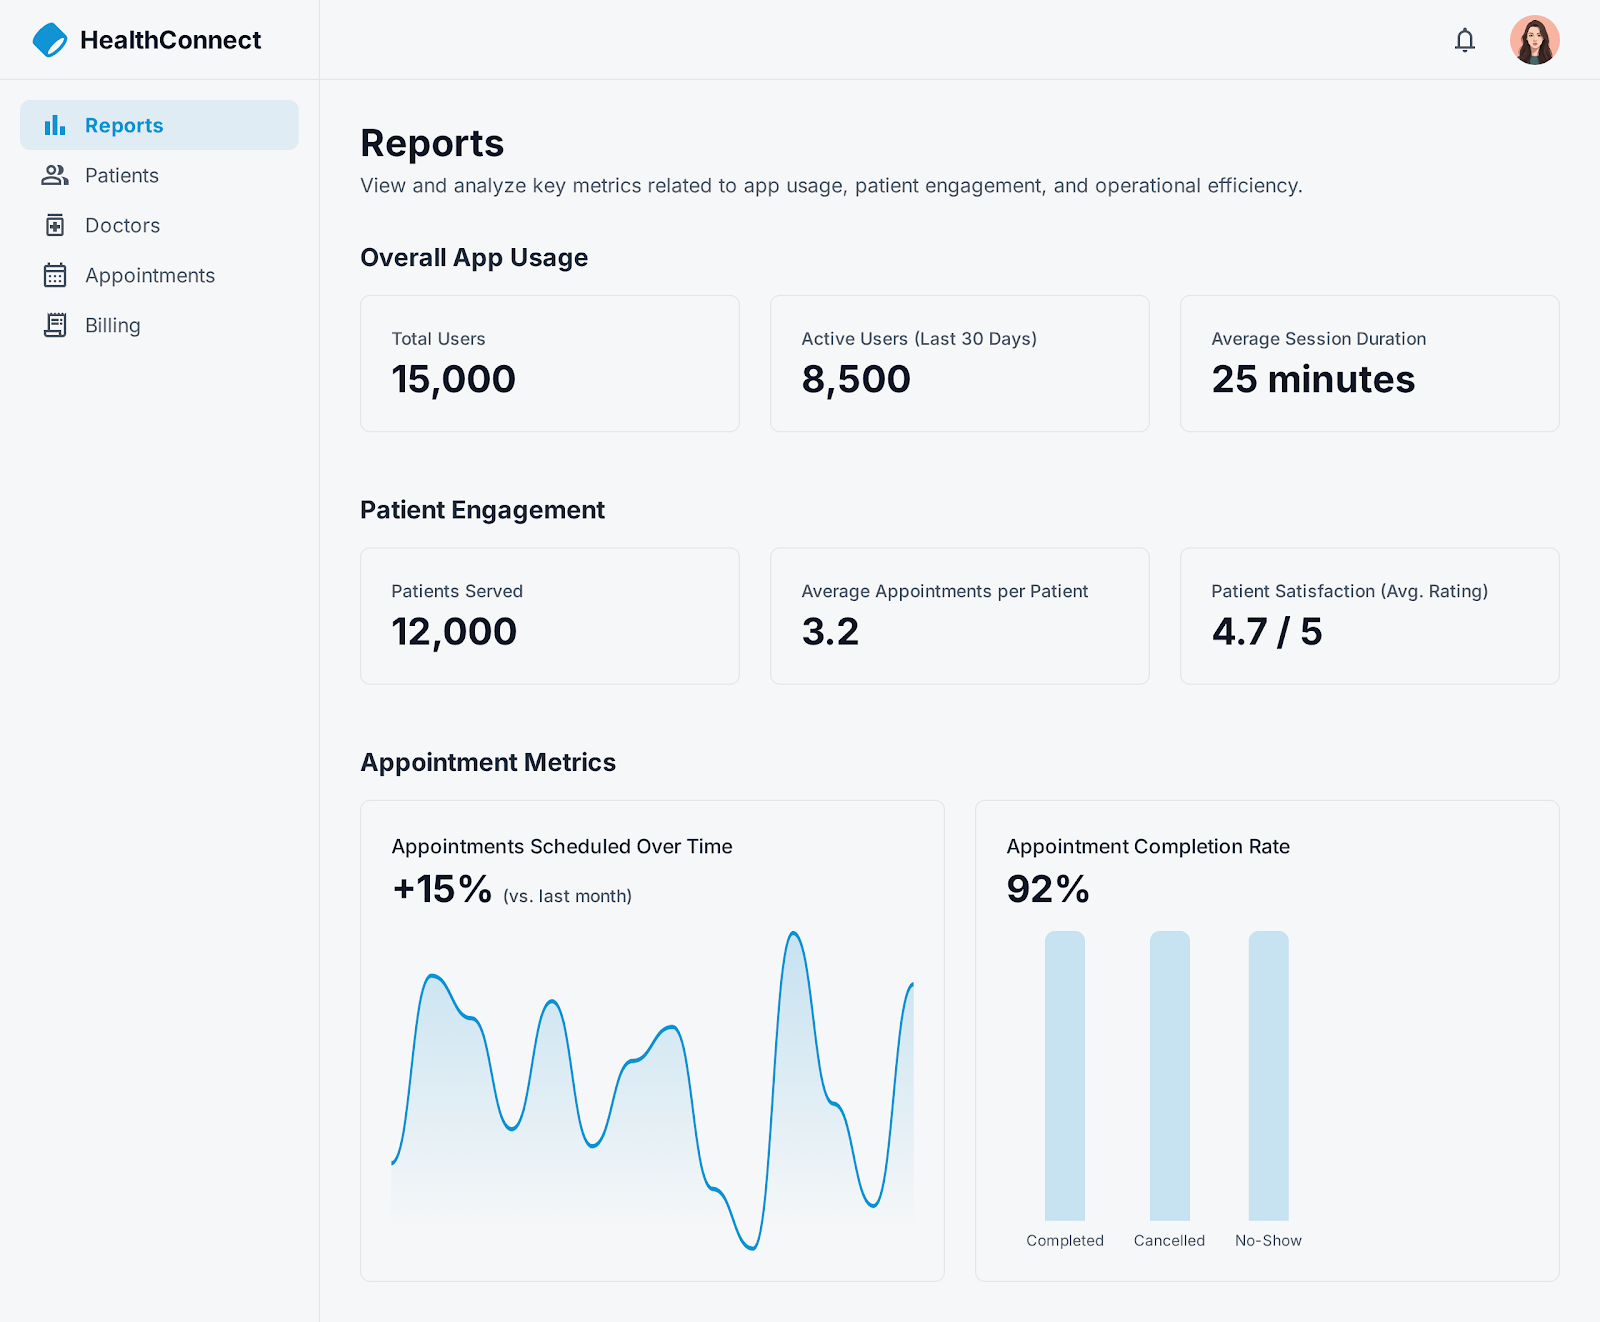 HealthConnect
Reports
Patients
Doctors
Appointments
Billing
Reports
View and analyze key metrics related to app usage, patient engagement, and operational efficiency.
Overall App Usage
Total Users
15,000
Active Users (Last 30 Days)
8,500
Average Session Duration
25 minutes
Patient Engagement
Patients Served
12,000
Average Appointments per Patient
3.2
Patient Satisfaction (Avg. Rating)
4.7 / 5
Appointment Metrics
Appointments Scheduled Over Time
+15% (vs. last month)
Appointment Completion Rate
92%
Completed
Cancelled
No-Show